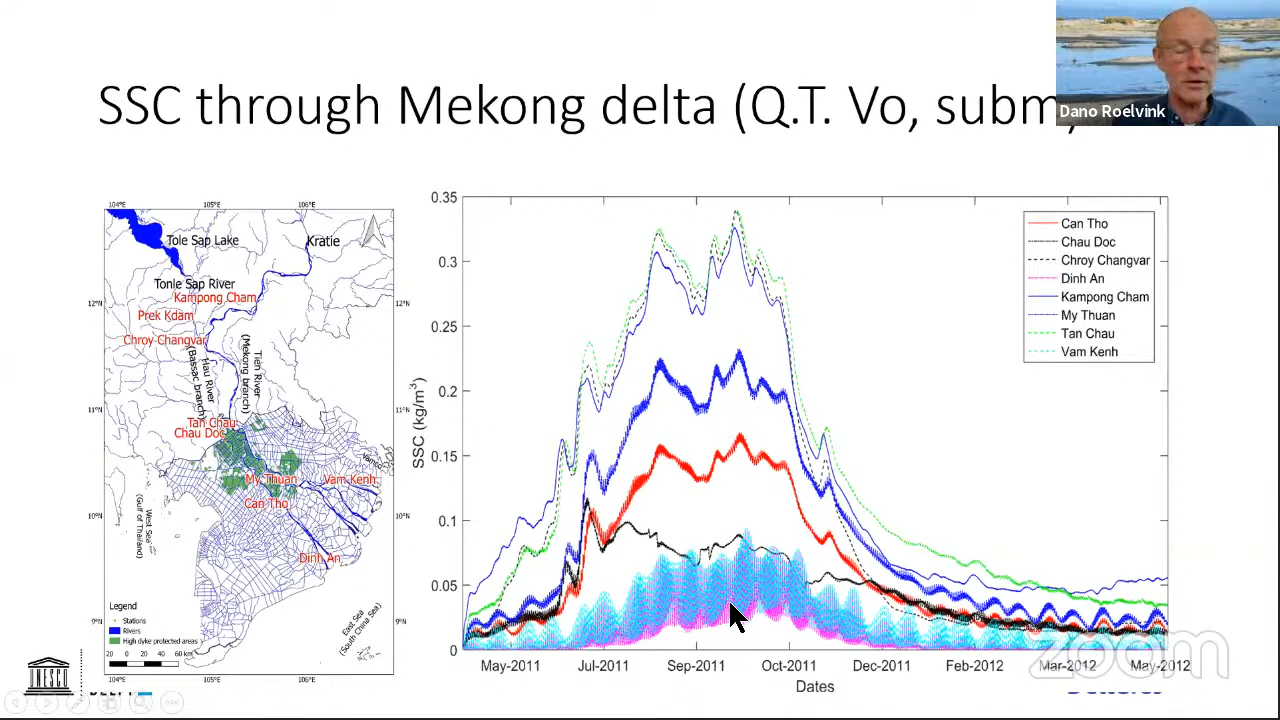 SSC through Mekong delta (Q.T. Vo, subm
Dano Roelvink
104°E 105°E 106°E
Tole Sap Lake
Kratie
Tonle Sap River
Kampong Cham
12°N 12°N
Prek Kdam
Chroy Changvar
Hau River
(Bassac branch)
Tien River
(Mekong branch)
11°N 11°N
Tan Chau
Chau Doc
My Thuan
Vam Kenh
Can Tho
10°N 10°N
West Sea
(Gulf of Thailand)
Dinh An
Legend
Stations
Rivers
High dyke protected areas
20 0 20 40 60 km
9°N 9°N
East Sea
(South China Sea)
104°E 105°E 106°E
SSC (kg/m³)
0.35
0.3
0.25
0.2
0.15
0.1
0.05
0
Can Tho
Chau Doc
Chroy Changvar
Dinh An
Kampong Cham
My Thuan
Tan Chau
Vam Kenh
May-2011 Jul-2011 Sep-2011 Oct-2011 Dec-2011 Feb-2012 Mar-2012 May-2012
Dates
zoom
UNESCO